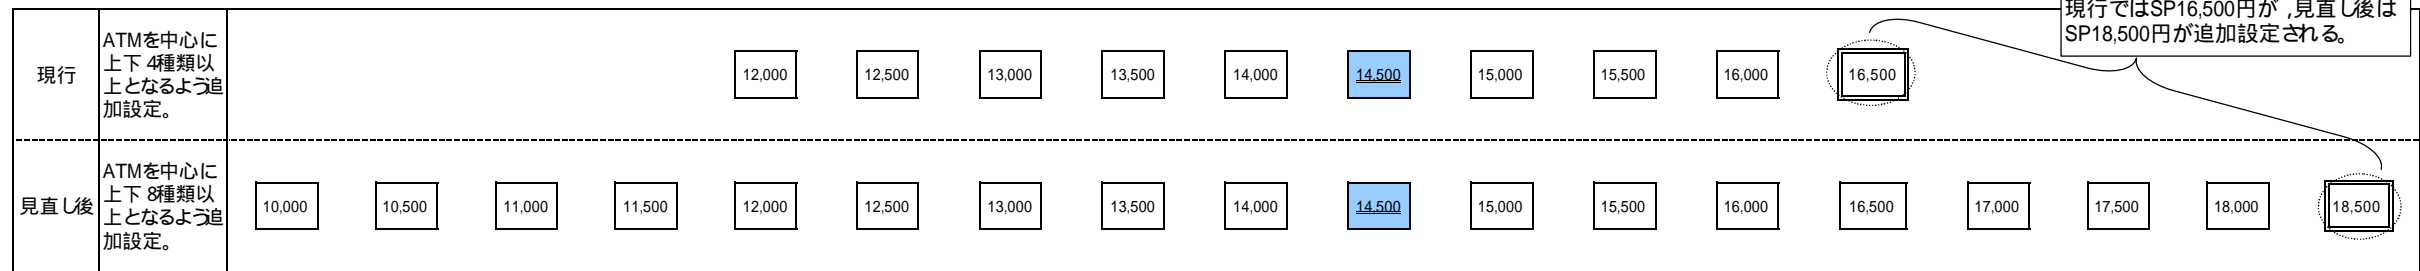 現行ではSP16,500円が，見直し後は
SP18,500円が追加設定される。
現行
ATMを中心に
上下4種類以
上となるよう追
加設定。
12,000 12,500 13,000 13,500 14,000 14,500 15,000 15,500 16,000 16,500
見直し後
ATMを中心に
上下8種類以
上となるよう追
加設定。
10,000 10,500 11,000 11,500 12,000 12,500 13,000 13,500 14,000 14,500 15,000 15,500 16,000 16,500 17,000 17,500 18,000 18,500